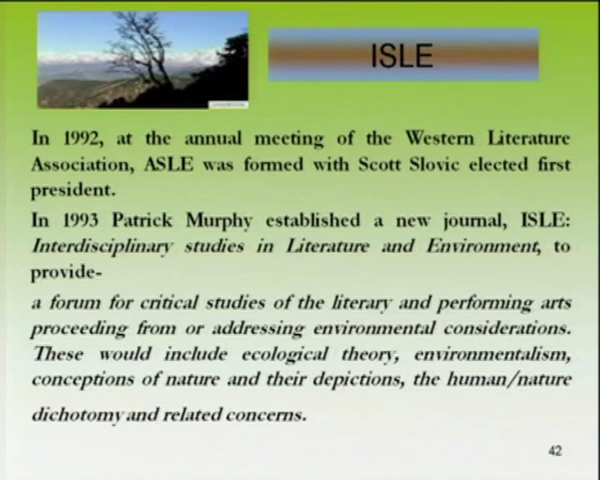 ISLE
In 1992, at the annual meeting of the Western Literature
Association, ASLE was formed with Scott Slovic elected first
president.
In 1993 Patrick Murphy established a new journal, ISLE:
Interdisciplinary studies in Literature and Environment, to
provide-
a forum for critical studies of the literary and performing arts
proceeding from or addressing environmental considerations.
These would include ecological theory, environmentalism,
conceptions of nature and their depictions, the human/nature
dichotomy and related concerns.
42